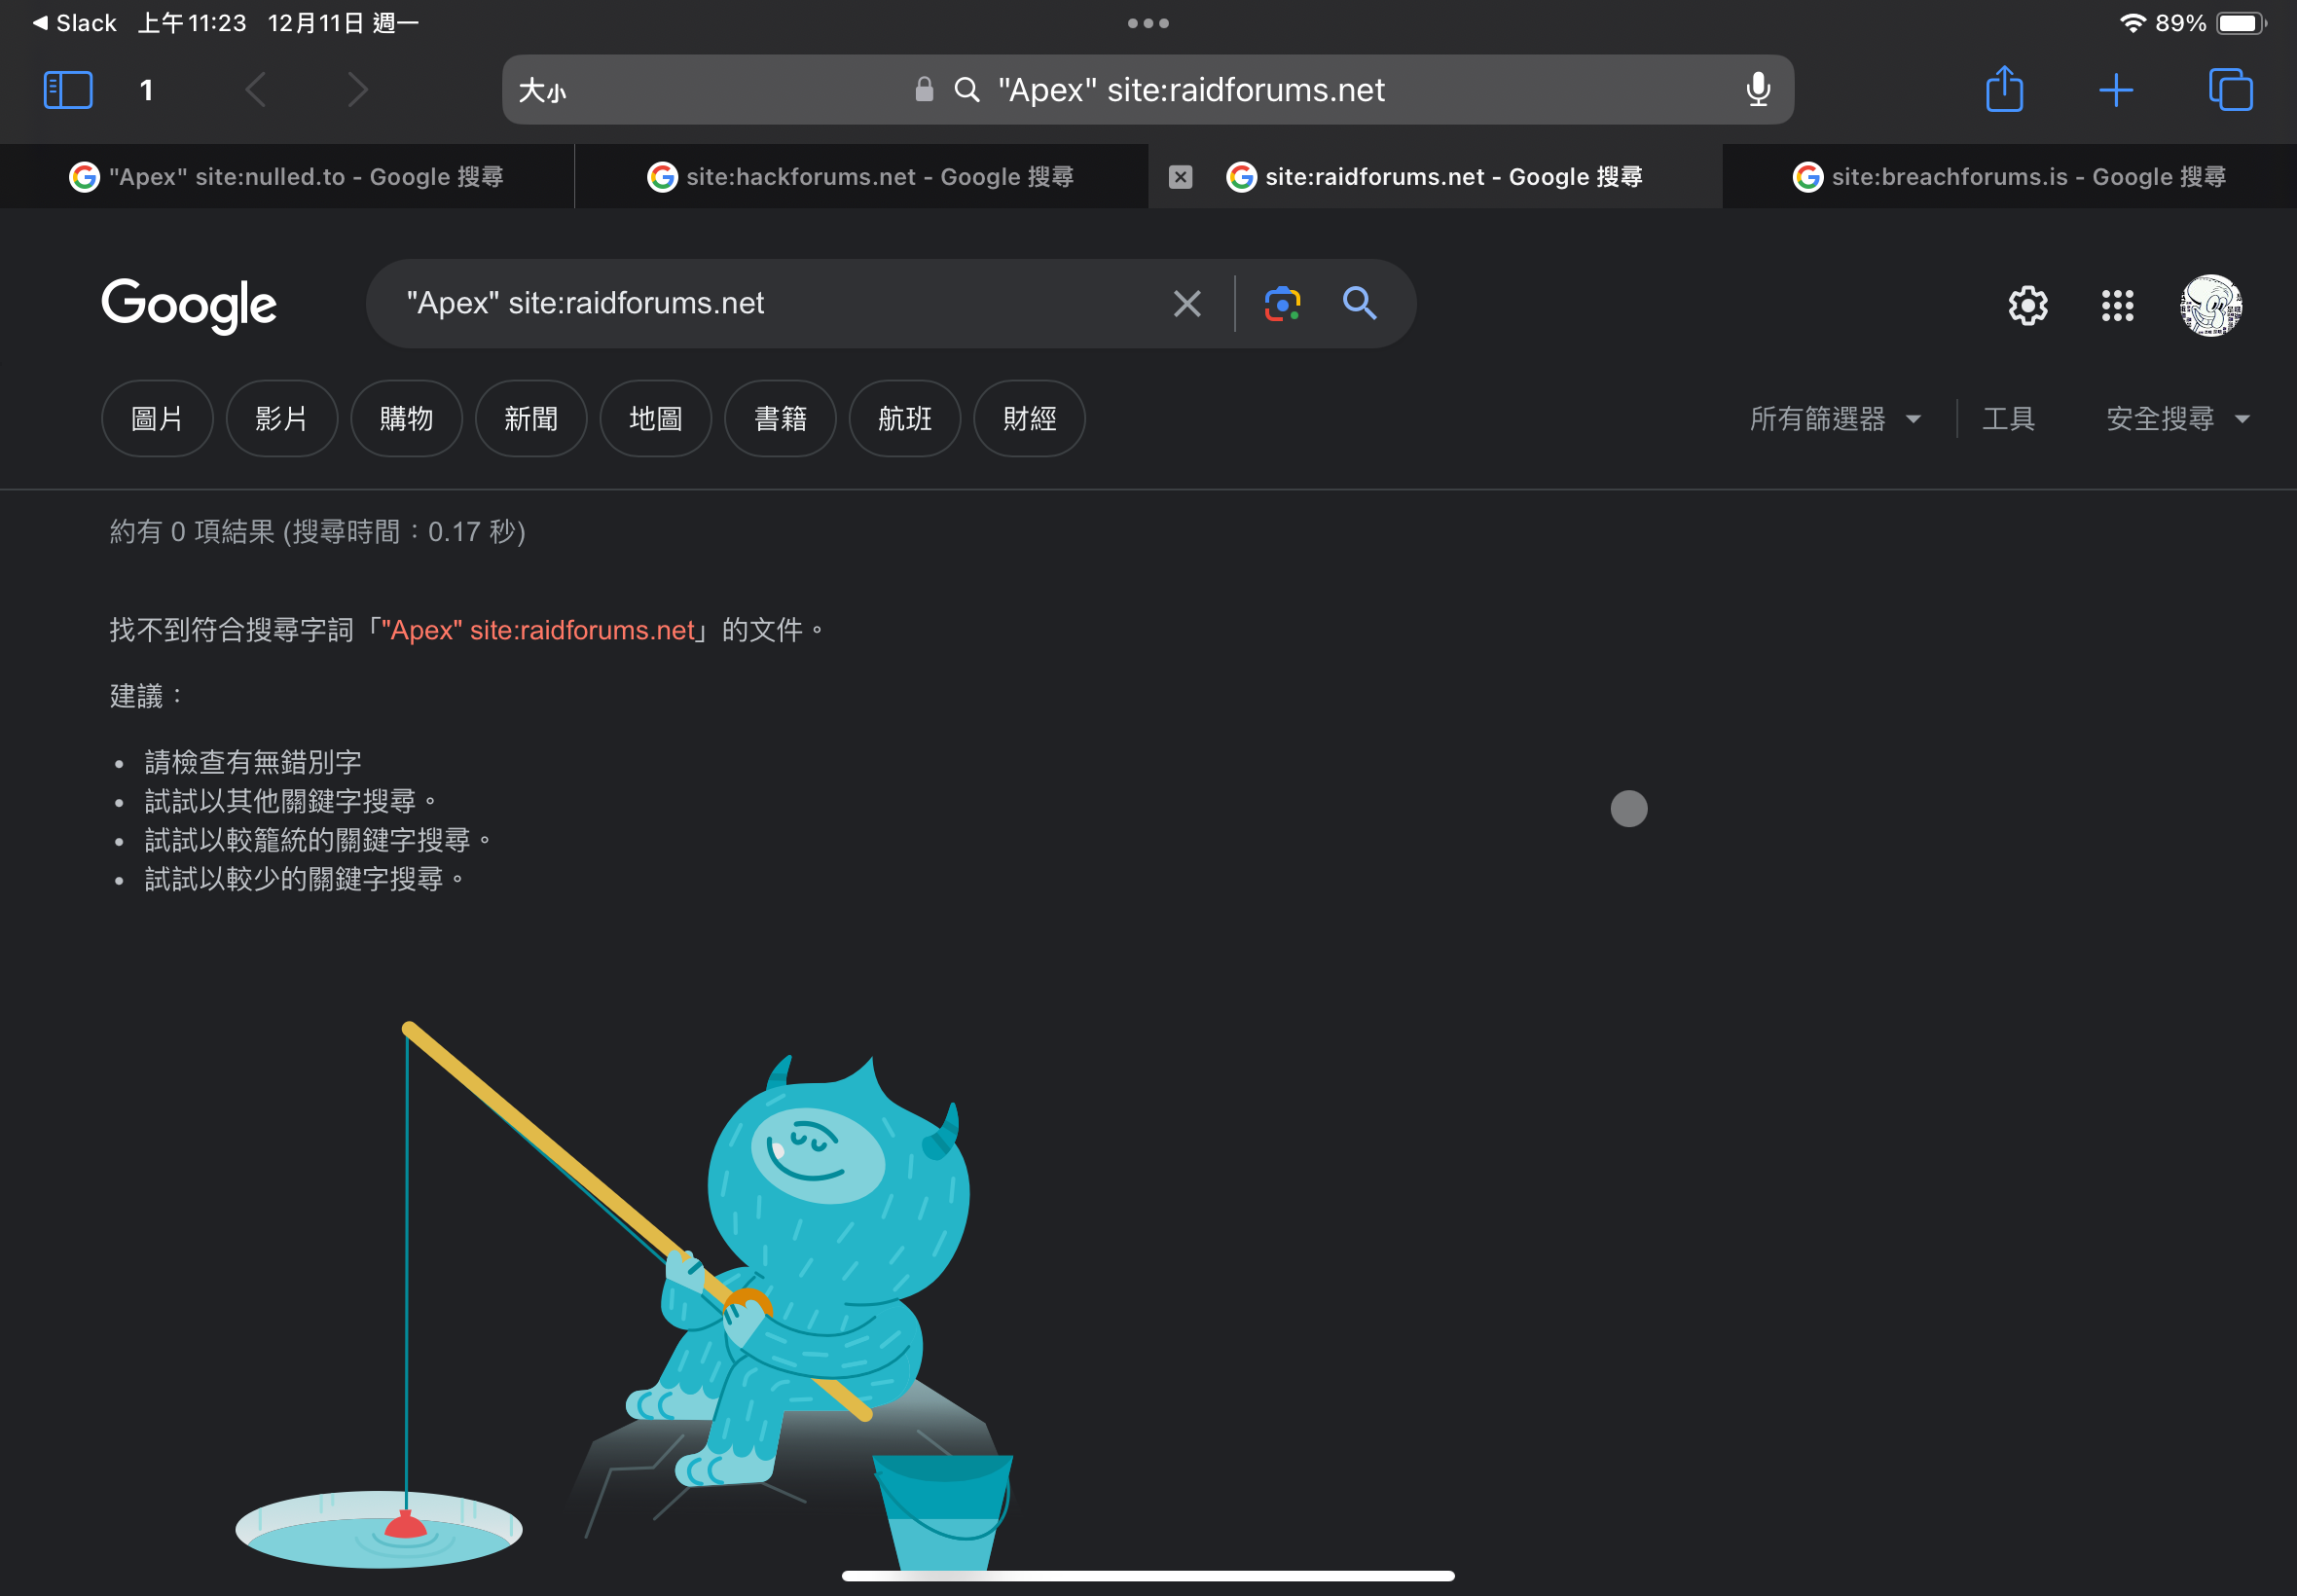 Slack 上午11:23 12月11日 週一
89%
1
大小 "Apex" site:raidforums.net
"Apex" site:nulled.to - Google 搜尋
site:hackforums.net - Google 搜尋
site:raidforums.net - Google 搜尋
site:breachforums.is - Google 搜尋
Google
"Apex" site:raidforums.net
圖片 影片 購物 新聞 地圖 書籍 航班 財經
所有篩選器 工具 安全搜尋
約有 0 項結果 (搜尋時間：0.17 秒)
找不到符合搜尋字詞「"Apex" site:raidforums.net」的文件。
建議：
• 請檢查有無錯別字
• 試試以其他關鍵字搜尋。
• 試試以較籠統的關鍵字搜尋。
• 試試以較少的關鍵字搜尋。